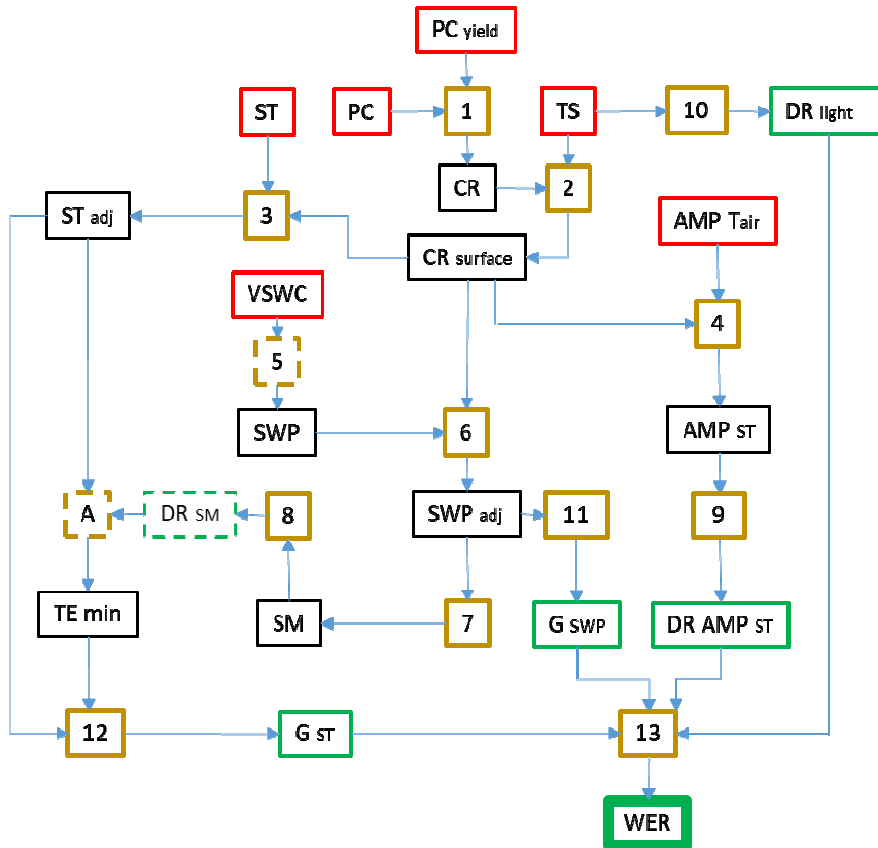 PC yield
ST
PC
1
TS
10
DR light
CR
2
ST adj
3
AMP Tair
CR surface
VSWC
4
5
SWP
6
AMP ST
A
DR SM
8
SWP adj
11
9
TE min
SM
7
G SWP
DR AMP ST
12
G ST
13
WER